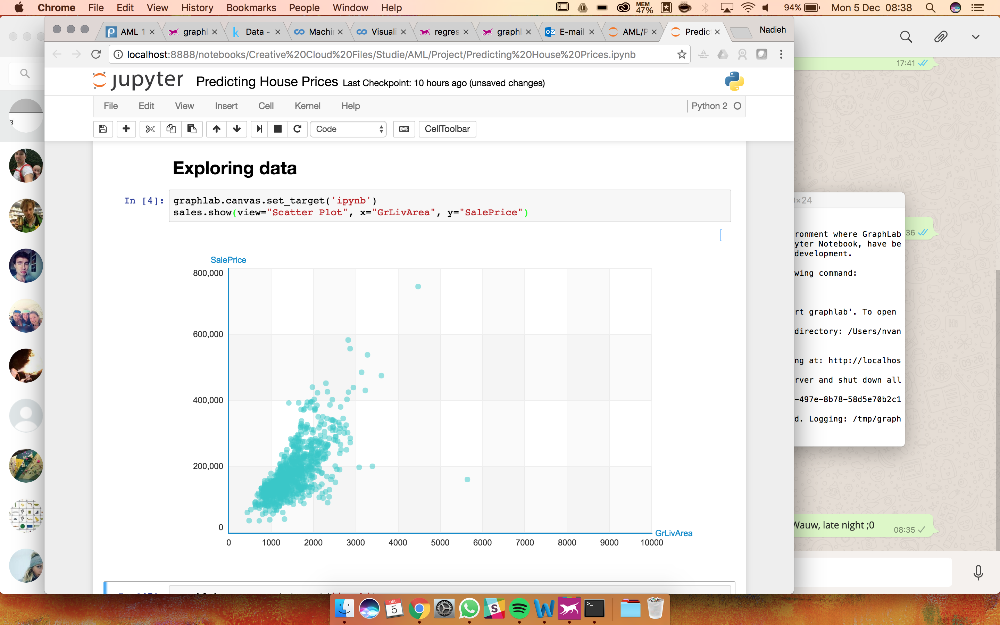 Chrome File Edit View History Bookmarks People Window Help MEM 47% 94% Mon 5 Dec 08:38
AML 1 graphl Data - Machi Visuali regres graphl E-mail AML/P Predic Nadieh
localhost:8888/notebooks/Creative%20Cloud%20Files/Studie/AML/Project/Predicting%20House%20Prices.ipynb
17:41
jupyter Predicting House Prices Last Checkpoint: 10 hours ago (unsaved changes)
File Edit View Insert Cell Kernel Help Python 2
Code CellToolbar
3
Exploring data
In [4]: graphlab.canvas.set_target('ipynb')
sales.show(view="Scatter Plot", x="GrLivArea", y="SalePrice")
×24
[
ronment where GraphLab
36
yter Notebook, have be
development.
wing command:
rt graphlab'. To open
directory: /Users/nvan
ng at: http://localhos
rver and shut down all
-497e-8b78-58d5e70b2c1
d. Logging: /tmp/graph
SalePrice
800,000
600,000
400,000
200,000
0
GrLivArea
0 1000 2000 3000 4000 5000 6000 7000 8000 9000 10000
Wauw, late night ;0 08:35
DEC
5